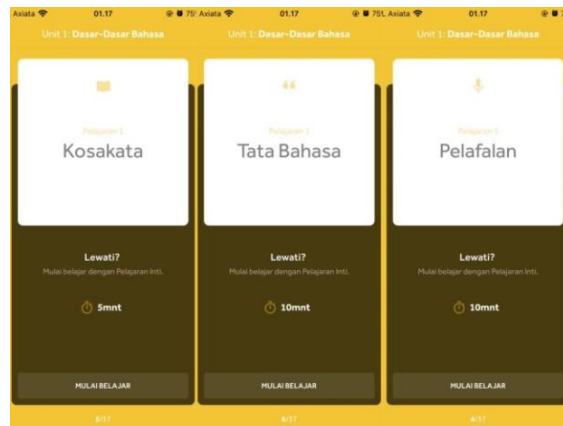 Axiata 01.17 75%
Unit 1: Dasar-Dasar Bahasa
Pelajaran 1
Kosakata
Lewati?
Mulai belajar dengan Pelajaran Inti.
5mnt
MULAI BELAJAR
Axiata 01.17 75%
Unit 1: Dasar-Dasar Bahasa
Pelajaran 1
Tata Bahasa
Lewati?
Mulai belajar dengan Pelajaran Inti.
10mnt
MULAI BELAJAR
Axiata 01.17
Unit 1: Dasar-Dasar Bahasa
Pelajaran 1
Pelafalan
Lewati?
Mulai belajar dengan Pelajaran Inti.
10mnt
MULAI BELAJAR